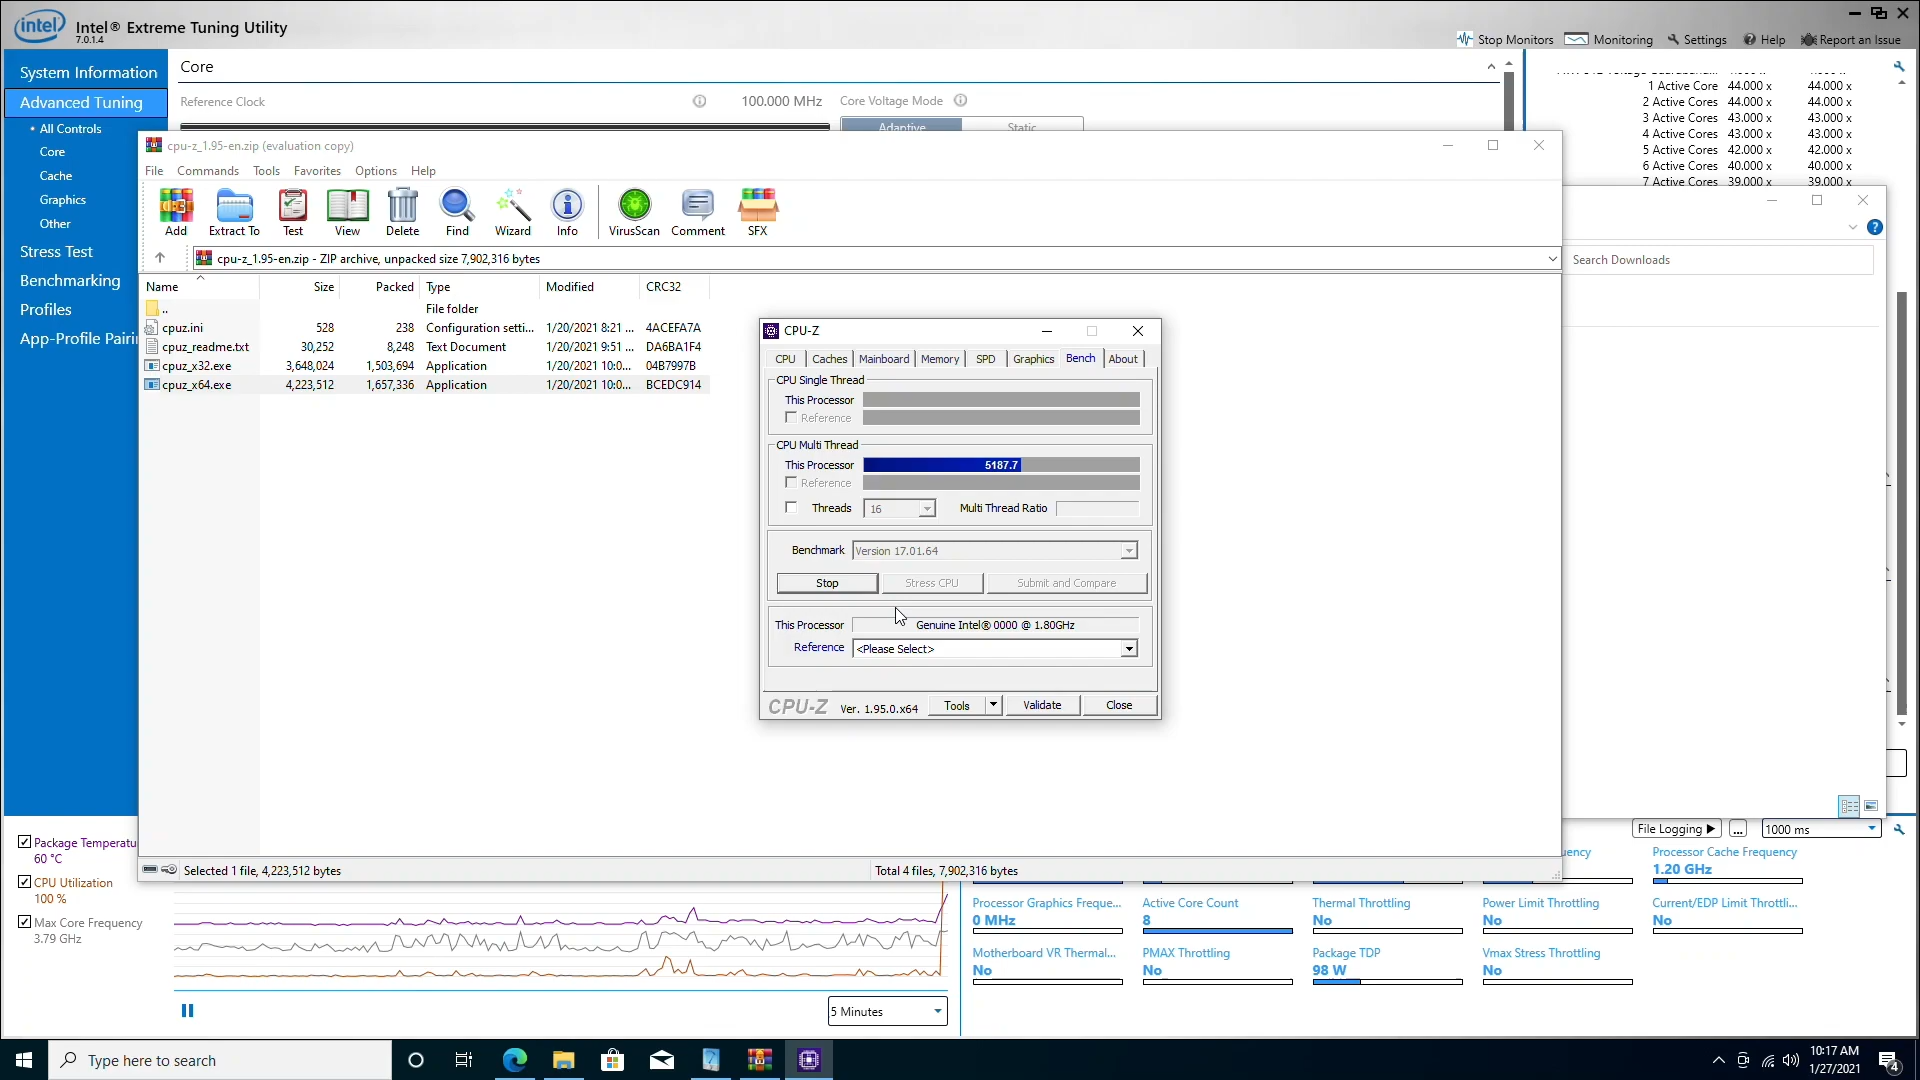 intel
Intel® Extreme Tuning Utility
7.0.1.4
Stop Monitors
Monitoring
Settings
Help
Report an Issue
System Information
Advanced Tuning
• All Controls
Core
Cache
Graphics
Other
Stress Test
Benchmarking
Profiles
App-Profile Pairi
Core
Reference Clock
100.000 MHz
Core Voltage Mode
Adaptive
Static
1 Active Core 44.000 x 44.000 x
2 Active Cores 44.000 x 44.000 x
3 Active Cores 43.000 x 43.000 x
4 Active Cores 43.000 x 43.000 x
5 Active Cores 42.000 x 42.000 x
6 Active Cores 40.000 x 40.000 x
7 Active Cores 39.000 x 39.000 x
cpu-z_1.95-en.zip (evaluation copy)
File Commands Tools Favorites Options Help
Add
Extract To
Test
View
Delete
Find
Wizard
Info
VirusScan
Comment
SFX
cpu-z_1.95-en.zip - ZIP archive, unpacked size 7,902,316 bytes
Search Downloads
Name Size Packed Type Modified CRC32
.. File folder
cpuz.ini 528 238 Configuration setti... 1/20/2021 8:21 ... 4ACEFA7A
cpuz_readme.txt 30,252 8,248 Text Document 1/20/2021 9:51 ... DA6BA1F4
cpuz_x32.exe 3,648,024 1,503,694 Application 1/20/2021 10:0... 04B7997B
cpuz_x64.exe 4,223,512 1,657,336 Application 1/20/2021 10:0... BCEDC914
CPU-Z
CPU Caches Mainboard Memory SPD Graphics Bench About
CPU Single Thread
This Processor
Reference
CPU Multi Thread
This Processor 5187.7
Reference
Threads 16 Multi Thread Ratio
Benchmark Version 17.01.64
Stop Stress CPU Submit and Compare
This Processor Genuine Intel® 0000 @ 1.80GHz
Reference <Please Select>
CPU-Z Ver. 1.95.0.x64 Tools Validate Close
Selected 1 file, 4,223,512 bytes
Total 4 files, 7,902,316 bytes
Package Temperatu
60 °C
CPU Utilization
100 %
Max Core Frequency
3.79 GHz
5 Minutes
File Logging
...
1000 ms
uency
Processor Cache Frequency
1.20 GHz
Processor Graphics Freque...
0 MHz
Active Core Count
8
Thermal Throttling
No
Power Limit Throttling
No
Current/EDP Limit Throttli...
No
Motherboard VR Thermal...
No
PMAX Throttling
No
Package TDP
98 W
Vmax Stress Throttling
No
Type here to search
10:17 AM
1/27/2021
4